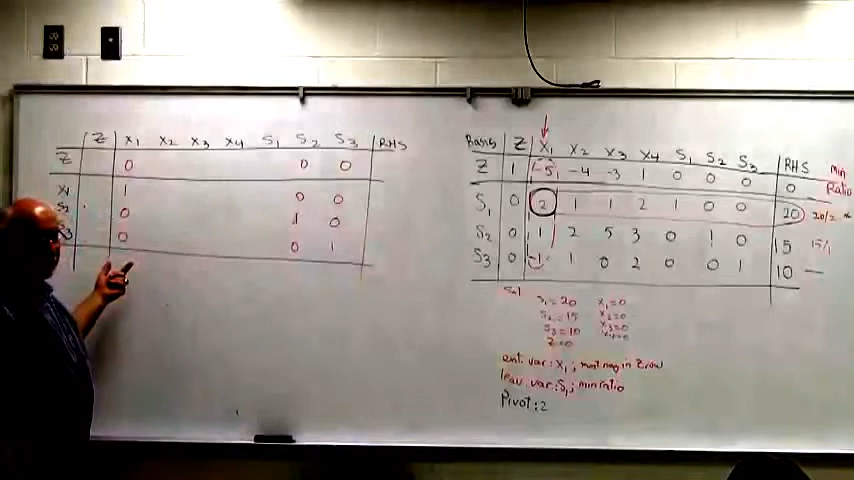 Z X1 X2 X3 X4 S1 S2 S3 RHS
Z 0 0 0
X1 1 0 0
S2 0 1 0
S3 0 0 1
Basis Z X1 X2 X3 X4 S1 S2 S3 RHS min Ratio
Z 1 -5 -4 -3 1 0 0 0 0
S1 0 2 1 1 2 1 0 0 20 20/2 *
S2 0 1 2 5 3 0 1 0 15 15/1
S3 0 -1 1 0 2 0 0 1 10 —
Sol
S1=20 X1=0
S2=15 X2=0
S3=10 X3=0
Z=0 X4=0
ent. var: X1; most neg in Z row
leav. var: S1; min ratio
Pivot: 2